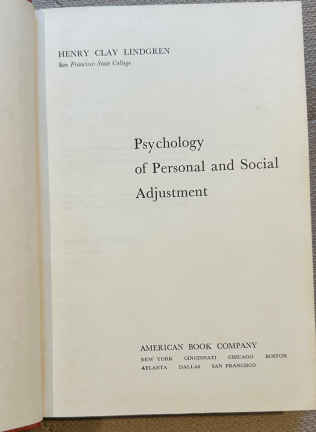 HENRY CLAY LINDGREN
San Francisco State College
Psychology
of Personal and Social
Adjustment
AMERICAN BOOK COMPANY
NEW YORK CINCINNATI CHICAGO BOSTON
ATLANTA DALLAS SAN FRANCISCO